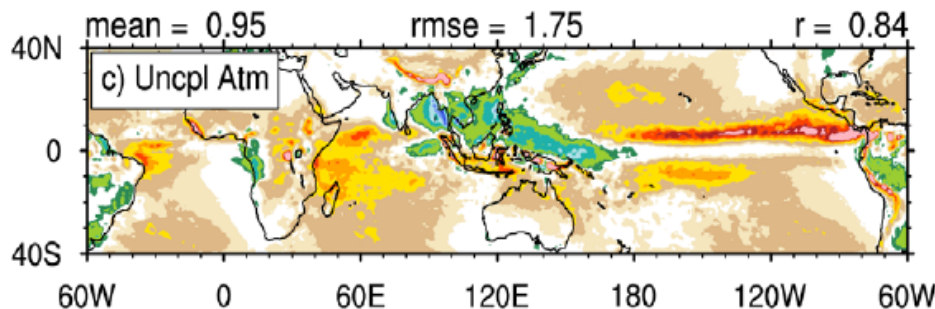 mean = 0.95 rmse = 1.75 r = 0.84
40N
c) Uncpl Atm
0
40S
60W 0 60E 120E 180 120W 60W